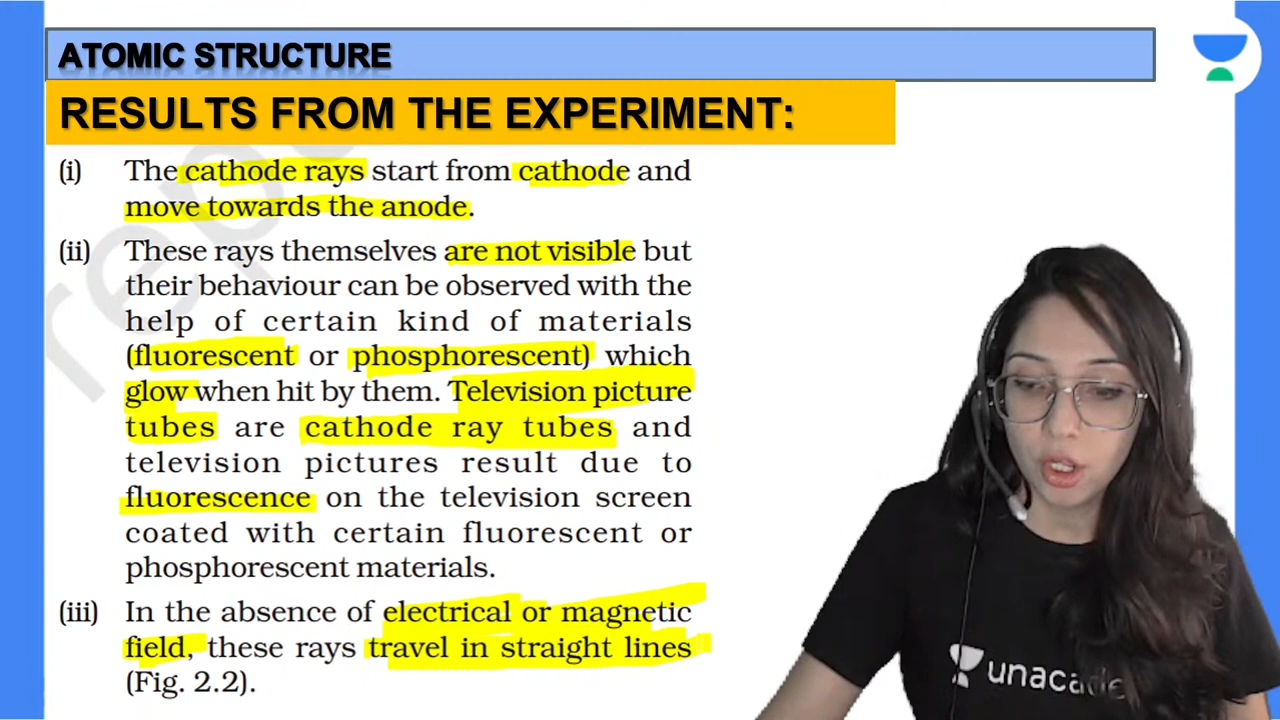 ATOMIC STRUCTURE
RESULTS FROM THE EXPERIMENT:
(i) The cathode rays start from cathode and
move towards the anode.
(ii) These rays themselves are not visible but
their behaviour can be observed with the
help of certain kind of materials
(fluorescent or phosphorescent) which
glow when hit by them. Television picture
tubes are cathode ray tubes and
television pictures result due to
fluorescence on the television screen
coated with certain fluorescent or
phosphorescent materials.
(iii) In the absence of electrical or magnetic
field, these rays travel in straight lines
(Fig. 2.2).